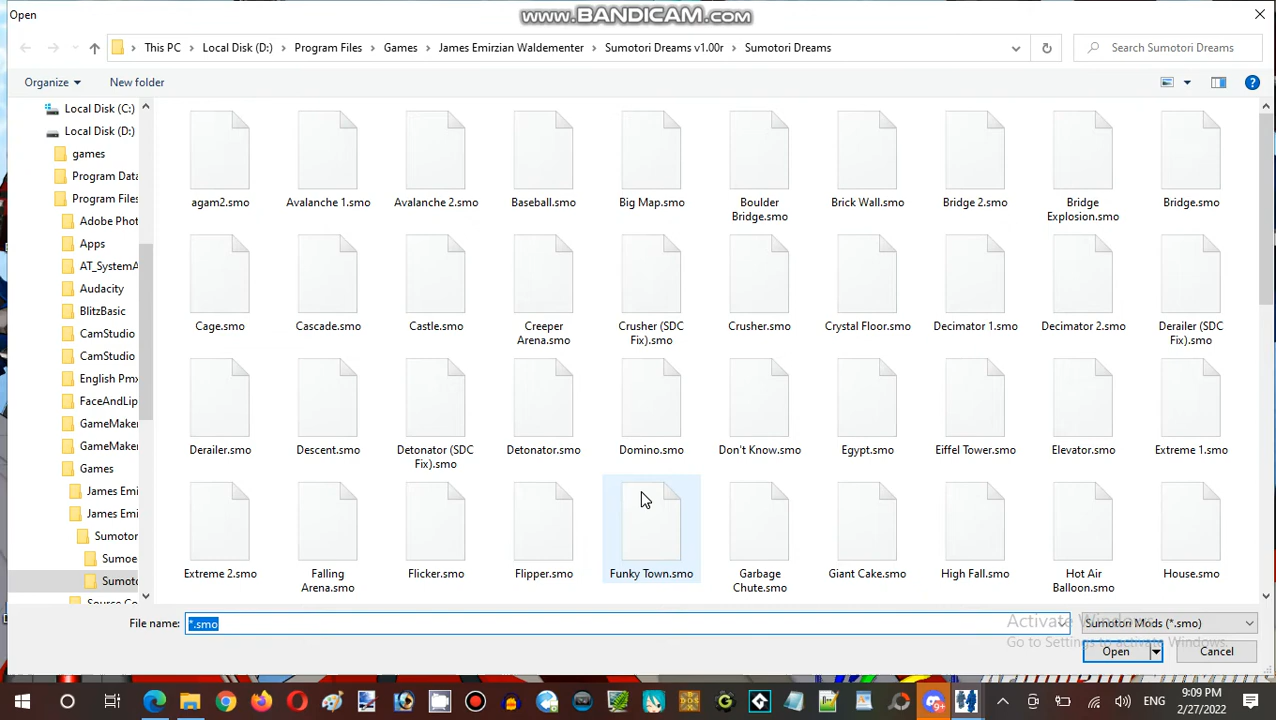 Open
www.BANDICAM.com
This PC > Local Disk (D:) > Program Files > Games > James Emirzian Waldementer > Sumotori Dreams v1.00r > Sumotori Dreams
Search Sumotori Dreams
Organize
New folder
Local Disk (C:)
Local Disk (D:)
games
Program Data
Program Files
Adobe Phot
Apps
AT_SystemA
Audacity
BlitzBasic
CamStudio
CamStudio
English Pmx
FaceAndLip
GameMaker
GameMaker
Games
James Emi
James Emi
Sumotor
Sumoe
Sumoto
Source Co
agam2.smo
Avalanche 1.smo
Avalanche 2.smo
Baseball.smo
Big Map.smo
Boulder
Bridge.smo
Brick Wall.smo
Bridge 2.smo
Bridge
Explosion.smo
Bridge.smo
Cage.smo
Cascade.smo
Castle.smo
Creeper
Arena.smo
Crusher (SDC
Fix).smo
Crusher.smo
Crystal Floor.smo
Decimator 1.smo
Decimator 2.smo
Derailer (SDC
Fix).smo
Derailer.smo
Descent.smo
Detonator (SDC
Fix).smo
Detonator.smo
Domino.smo
Don't Know.smo
Egypt.smo
Eiffel Tower.smo
Elevator.smo
Extreme 1.smo
Extreme 2.smo
Falling
Arena.smo
Flicker.smo
Flipper.smo
Funky Town.smo
Garbage
Chute.smo
Giant Cake.smo
High Fall.smo
Hot Air
Balloon.smo
House.smo
File name:
*.smo
Sumotori Mods (*.smo)
Activate Windows
Go to Settings to activate Windows.
Open
Cancel
ENG
9:09 PM
2/27/2022